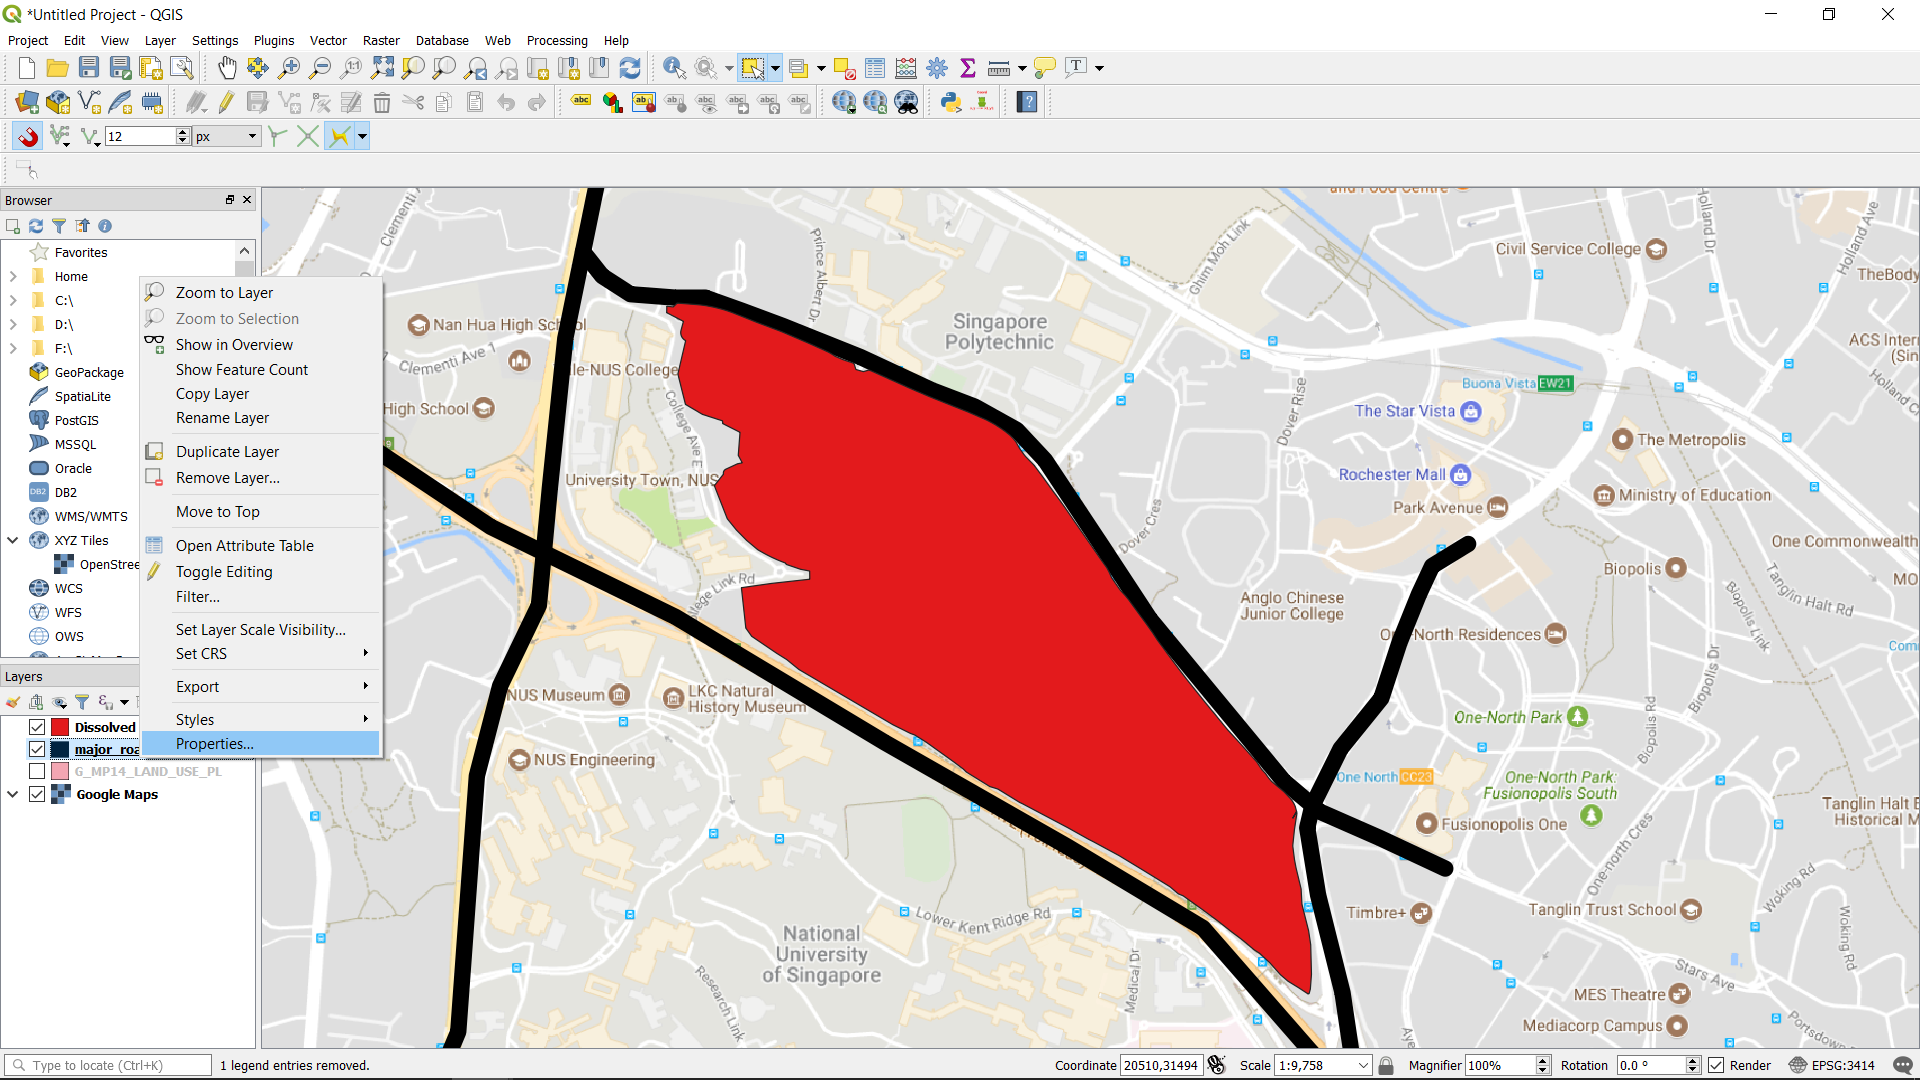 *Untitled Project - QGIS
Project Edit View Layer Settings Plugins Vector Raster Database Web Processing Help
12 px
Browser
Favorites
Home
C:\
D:\
F:\
GeoPackage
SpatiaLite
PostGIS
MSSQL
Oracle
DB2
WMS/WMTS
XYZ Tiles
OpenStree
WCS
WFS
OWS
Zoom to Layer
Zoom to Selection
Show in Overview
Show Feature Count
Copy Layer
Rename Layer
Duplicate Layer
Remove Layer...
Move to Top
Open Attribute Table
Toggle Editing
Filter...
Set Layer Scale Visibility...
Set CRS
Export
Styles
Properties...
Layers
Dissolved
major_roa
G_MP14_LAND_USE_PL
Google Maps
Clementi
Nan Hua High School
Clementi Ave 1
High School
Prince Albert Dr
Singapore
Polytechnic
le-NUS College
College Ave E
University Town, NUS
College Link Rd
NUS Museum
LKC Natural
History Museum
NUS Engineering
National
University
of Singapore
Lower Kent Ridge Rd
Research Link
Medical Dr
and Food Centre
Civil Service College
Ghim Moh Link
Holland Dr
Holland Ave
TheBody
ACS Inter
(Sin
Holland C
Buona Vista EW21
The Star Vista
The Metropolis
Dover Rise
Rochester Mall
Park Avenue
Ministry of Education
Dover Cres
One Commonwealth
Biopolis
MO
Tanglin Halt Rd
Anglo Chinese
Junior College
One-North Residences
Biopolis Link
Com
Biopolis Dr
Biopolis Rd
One-North Park
One North CC23
One-North Park:
Fusionopolis South
Fusionopolis One
Tanglin Halt
Historical M
One-north Cres
Timbre+
Tanglin Trust School
Woking Rd
Woking Rd
Stars Ave
MES Theatre
Mediacorp Campus
Portsdown
Aye
Type to locate (Ctrl+K) 1 legend entries removed. Coordinate 20510,31494 Scale 1:9,758 Magnifier 100% Rotation 0.0 ° Render EPSG:3414